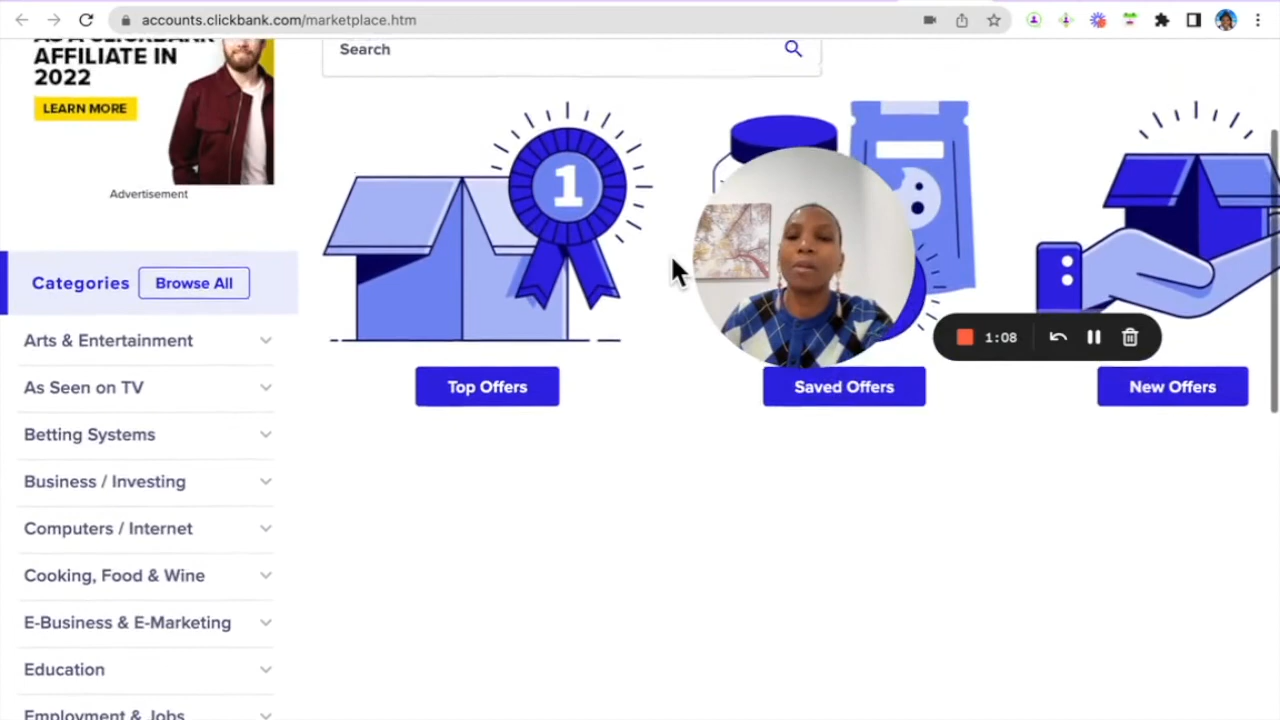 accounts.clickbank.com/marketplace.htm
AFFILIATE IN
2022
LEARN MORE
Advertisement
Search
1
Categories
Browse All
Top Offers
Saved Offers
New Offers
1:08
Arts & Entertainment
As Seen on TV
Betting Systems
Business / Investing
Computers / Internet
Cooking, Food & Wine
E-Business & E-Marketing
Education
Employment & Jobs